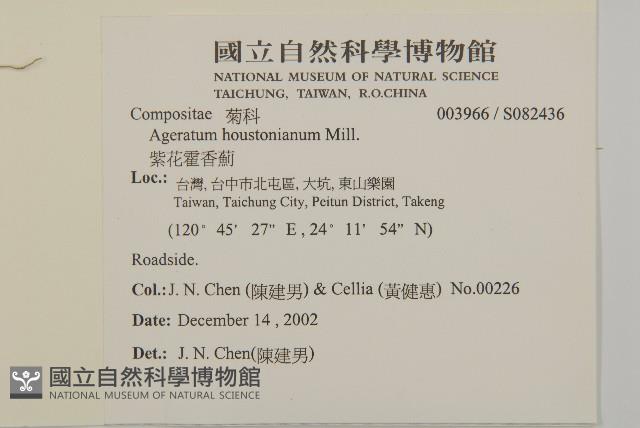 國立自然科學博物館
NATIONAL MUSEUM OF NATURAL SCIENCE
TAICHUNG, TAIWAN, R.O.CHINA
Compositae 菊科 003966 / S082436
Ageratum houstonianum Mill.
紫花霍香薊
Loc.: 台灣, 台中市北屯區, 大坑, 東山樂園
Taiwan, Taichung City, Peitun District, Takeng
(120° 45' 27" E , 24° 11' 54" N)
Roadside.
Col.: J. N. Chen (陳建男) & Cellia (黃健惠) No.00226
Date: December 14 , 2002
Det.: J. N. Chen(陳建男)
國立自然科學博物館
NATIONAL MUSEUM OF NATURAL SCIENCE